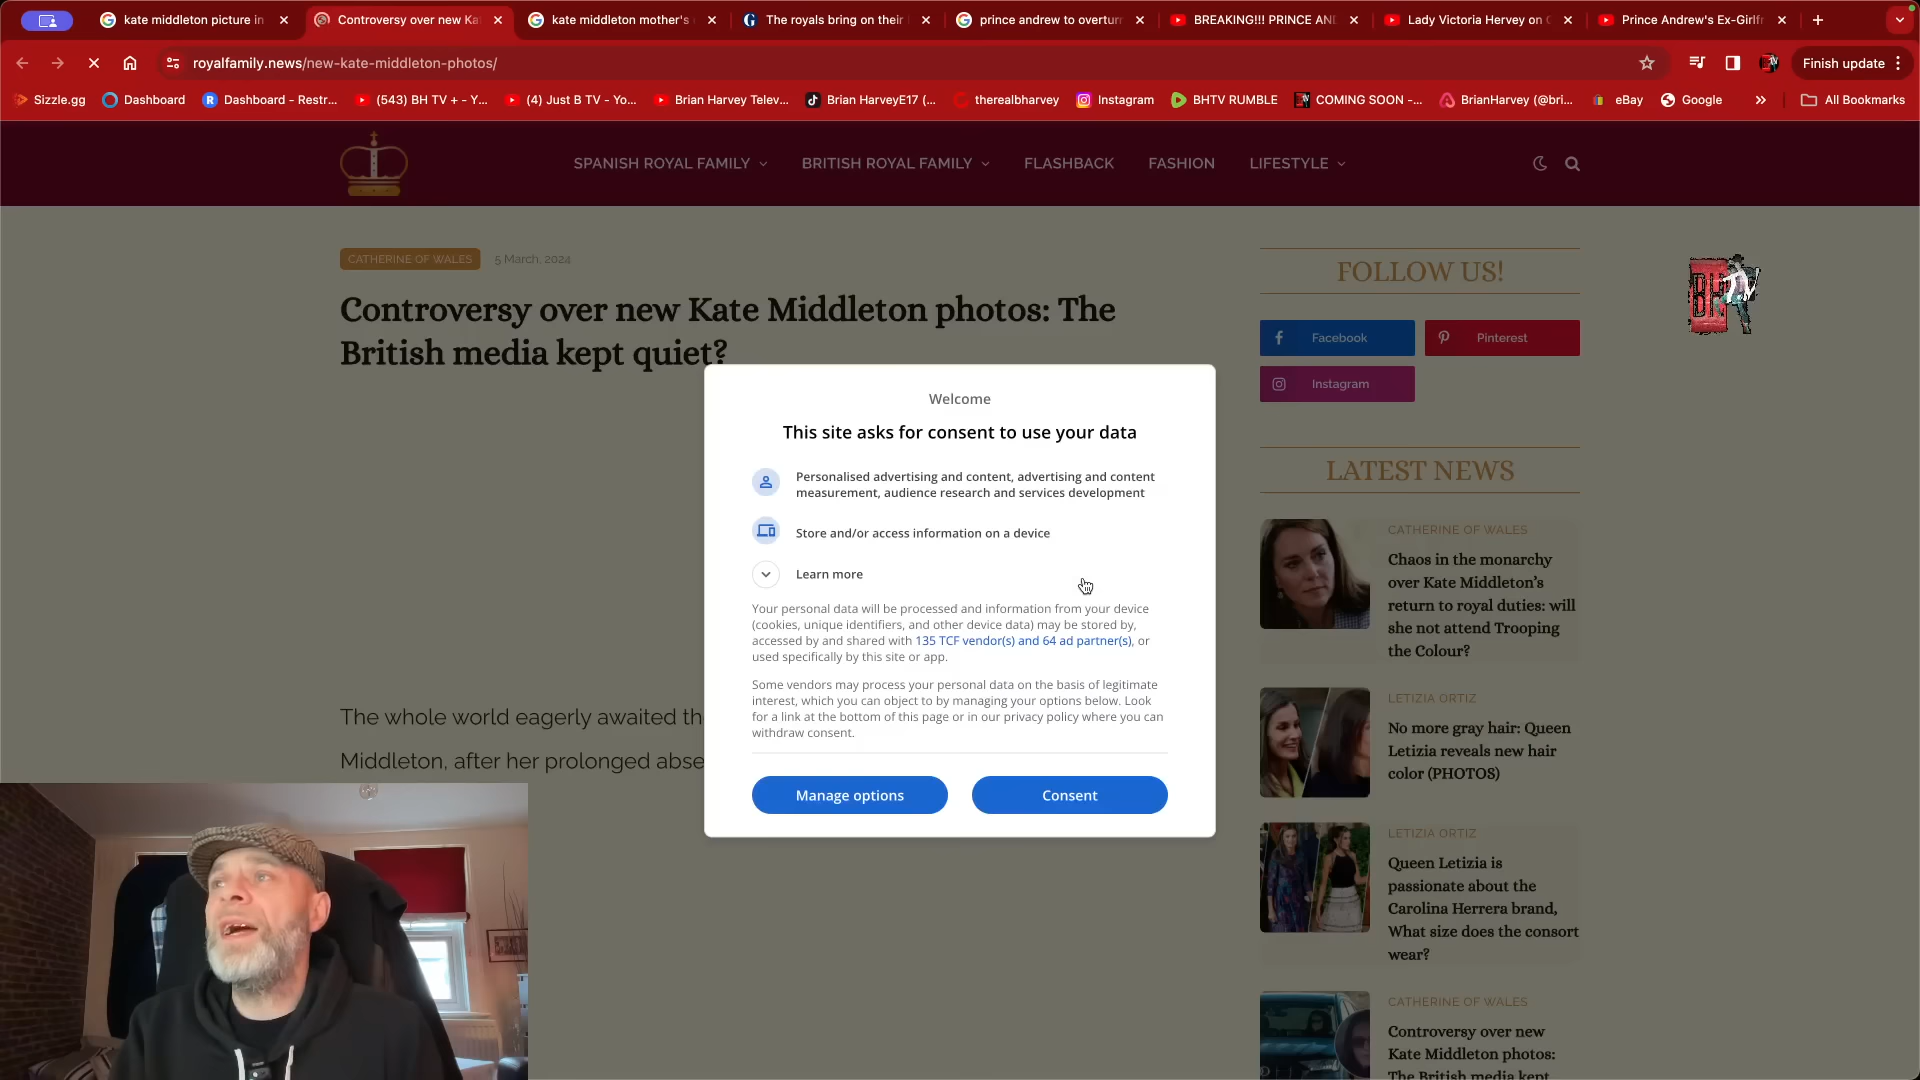 kate middleton picture in
Controversy over new Ka
kate middleton mother's
The royals bring on their
prince andrew to overturn
BREAKING!!! PRINCE AN
Lady Victoria Hervey on
Prince Andrew's Ex-Girlfr
royalfamily.news/new-kate-middleton-photos/
Finish update
Sizzle.gg
Dashboard
Dashboard - Restr...
(543) BH TV + - Y...
(4) Just B TV - Yo...
Brian Harvey Telev...
Brian HarveyE17 (...
therealbharvey
Instagram
BHTV RUMBLE
COMING SOON -...
BrianHarvey (@bri...
eBay
Google
All Bookmarks
SPANISH ROYAL FAMILY
BRITISH ROYAL FAMILY
FLASHBACK
FASHION
LIFESTYLE
CATHERINE OF WALES
5 March, 2024
Controversy over new Kate Middleton photos: The
British media kept quiet?
The whole world eagerly awaited th
Middleton, after her prolonged abse
Welcome
This site asks for consent to use your data
Personalised advertising and content, advertising and content
measurement, audience research and services development
Store and/or access information on a device
Learn more
Your personal data will be processed and information from your device
(cookies, unique identifiers, and other device data) may be stored by,
accessed by and shared with 135 TCF vendor(s) and 64 ad partner(s), or
used specifically by this site or app.
Some vendors may process your personal data on the basis of legitimate
interest, which you can object to by managing your options below. Look
for a link at the bottom of this page or in our privacy policy where you can
withdraw consent.
Manage options
Consent
FOLLOW US!
Facebook
Pinterest
Instagram
LATEST NEWS
CATHERINE OF WALES
Chaos in the monarchy
over Kate Middleton's
return to royal duties: will
she not attend Trooping
the Colour?
LETIZIA ORTIZ
No more gray hair: Queen
Letizia reveals new hair
color (PHOTOS)
LETIZIA ORTIZ
Queen Letizia is
passionate about the
Carolina Herrera brand,
What size does the consort
wear?
CATHERINE OF WALES
Controversy over new
Kate Middleton photos:
The British media kept